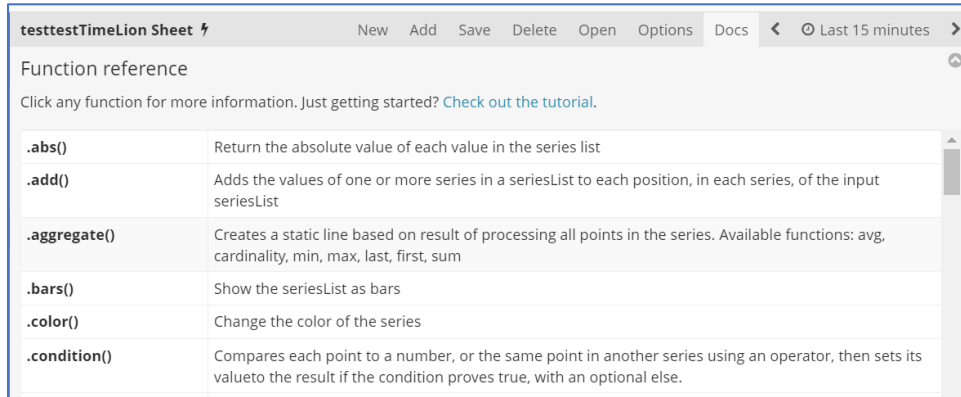 testtestTimeLion Sheet New Add Save Delete Open Options Docs Last 15 minutes
Function reference
Click any function for more information. Just getting started? Check out the tutorial.
.abs() Return the absolute value of each value in the series list
.add() Adds the values of one or more series in a seriesList to each position, in each series, of the input
seriesList
.aggregate() Creates a static line based on result of processing all points in the series. Available functions: avg,
cardinality, min, max, last, first, sum
.bars() Show the seriesList as bars
.color() Change the color of the series
.condition() Compares each point to a number, or the same point in another series using an operator, then sets its
valueto the result if the condition proves true, with an optional else.